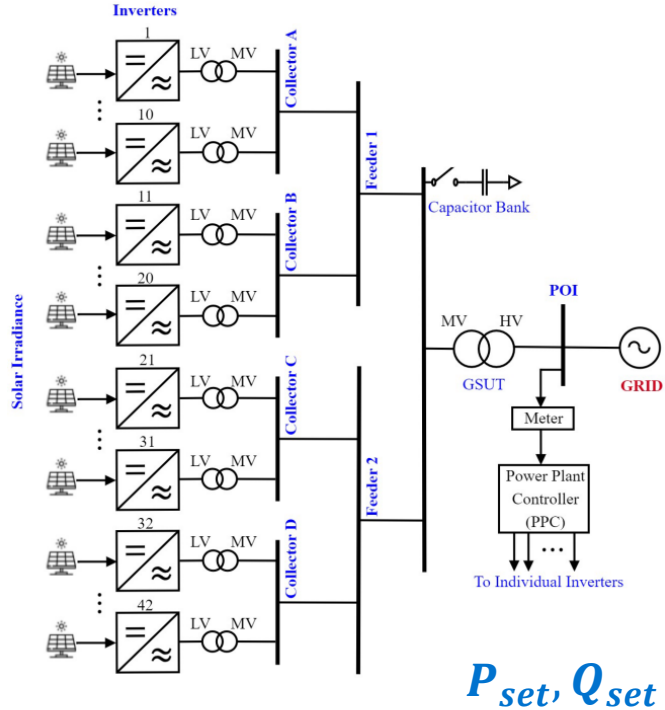 Inverters
Solar Irradiance
1
LV MV
10
LV MV
Collector A
11
LV MV
20
LV MV
Collector B
Feeder 1
21
LV MV
31
LV MV
Collector C
32
LV MV
42
LV MV
Collector D
Feeder 2
Capacitor Bank
MV HV
GSUT
POI
GRID
Meter
Power Plant
Controller
(PPC)
To Individual Inverters
P_set, Q_set